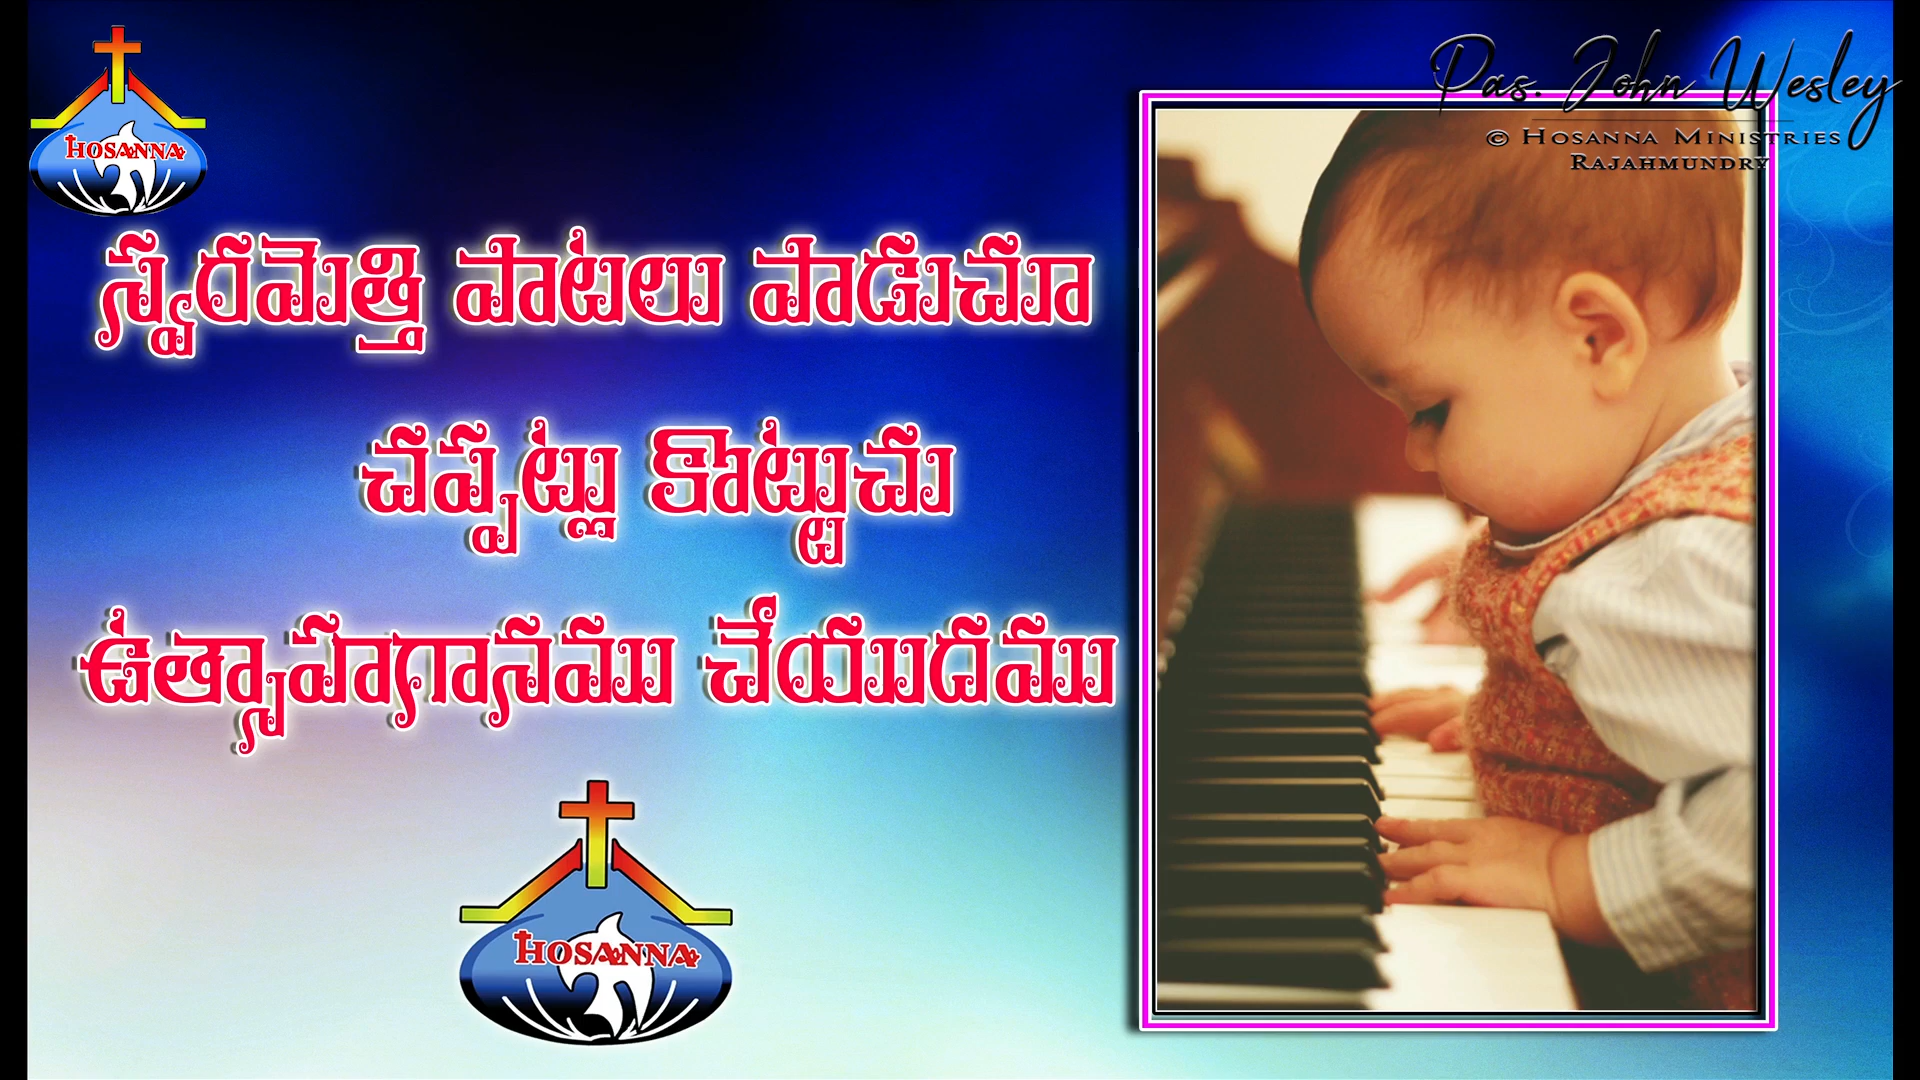 Pas. John Wesley
© HOSANNA MINISTRIES
RAJAHMUNDRY
HOSANNA
స్వరమెత్తి పాటలు పాడుచూ
చప్పట్లు కొట్టుచు
ఉత్సాహగానము చేయుదము
HOSANNA